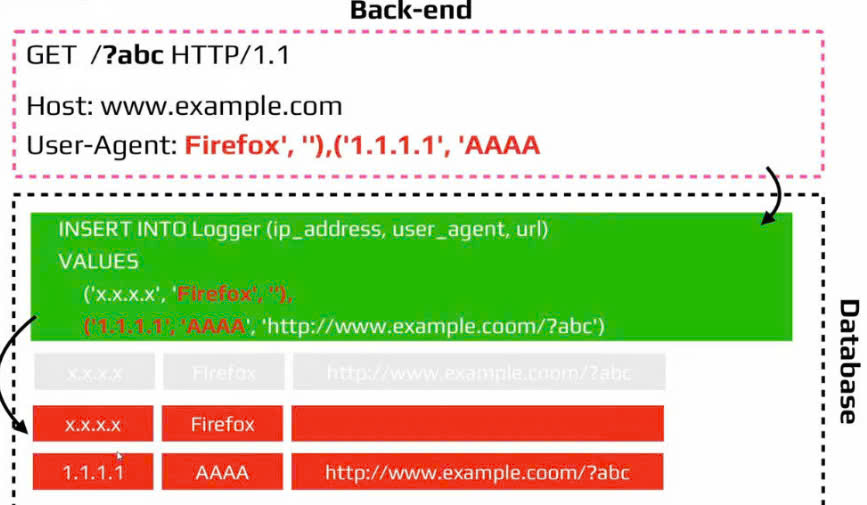 Back-end
GET /?abc HTTP/1.1
Host: www.example.com
User-Agent: Firefox', ''),('1.1.1.1', 'AAAA
INSERT INTO Logger (ip_address, user_agent, url)
VALUES
('x.x.x.x', 'Firefox', ''),
('1.1.1.1', 'AAAA', 'http://www.example.coom/?abc')
x.x.x.x Firefox http://www.example.coom/?abc
x.x.x.x Firefox
1.1.1.1 AAAA http://www.example.com/?abc
Database